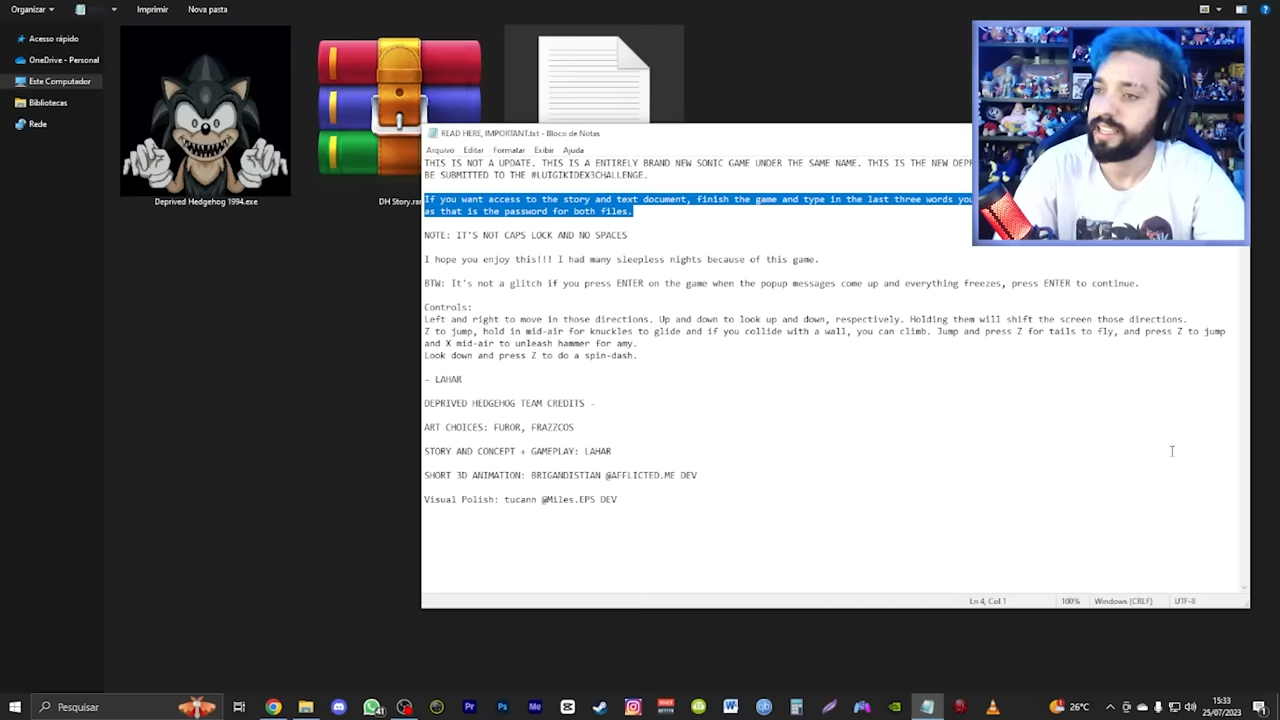 Organizar
Imprimir
Nova pasta
Acesso rápido
OneDrive - Personal
Este Computador
Bibliotecas
Rede
Deprived Hedgehog 1994.exe
DH Story.rar
READ HERE, IMPORTANT.txt - Bloco de Notas
Arquivo Editar Formatar Exibir Ajuda
THIS IS NOT A UPDATE. THIS IS A ENTIRELY BRAND NEW SONIC GAME UNDER THE SAME NAME. THIS IS THE NEW DEPR
BE SUBMITTED TO THE #LUIGIKIDEX3CHALLENGE.
If you want access to the story and text document, finish the game and type in the last three words you
as that is the password for both files.
NOTE: IT'S NOT CAPS LOCK AND NO SPACES
I hope you enjoy this!!! I had many sleepless nights because of this game.
BTW: It's not a glitch if you press ENTER on the game when the popup messages come up and everything freezes, press ENTER to continue.
Controls:
Left and right to move in those directions. Up and down to look up and down, respectively. Holding them will shift the screen those directions.
Z to jump, hold in mid-air for knuckles to glide and if you collide with a wall, you can climb. Jump and press Z for tails to fly, and press Z to jump
and X mid-air to unleash hammer for amy.
Look down and press Z to do a spin-dash.
- LAHAR
DEPRIVED HEDGEHOG TEAM CREDITS -
ART CHOICES: FUROR, FRAZZCOS
STORY AND CONCEPT + GAMEPLAY: LAHAR
SHORT 3D ANIMATION: BRIGANDISTIAN @AFFLICTED.ME DEV
Visual Polish: tucann @Miles.EPS DEV
Ln 4, Col 1
100%
Windows (CRLF)
UTF-8
Pesquisar
41
Pr
Ps
Me
26°C
15:33
25/07/2023